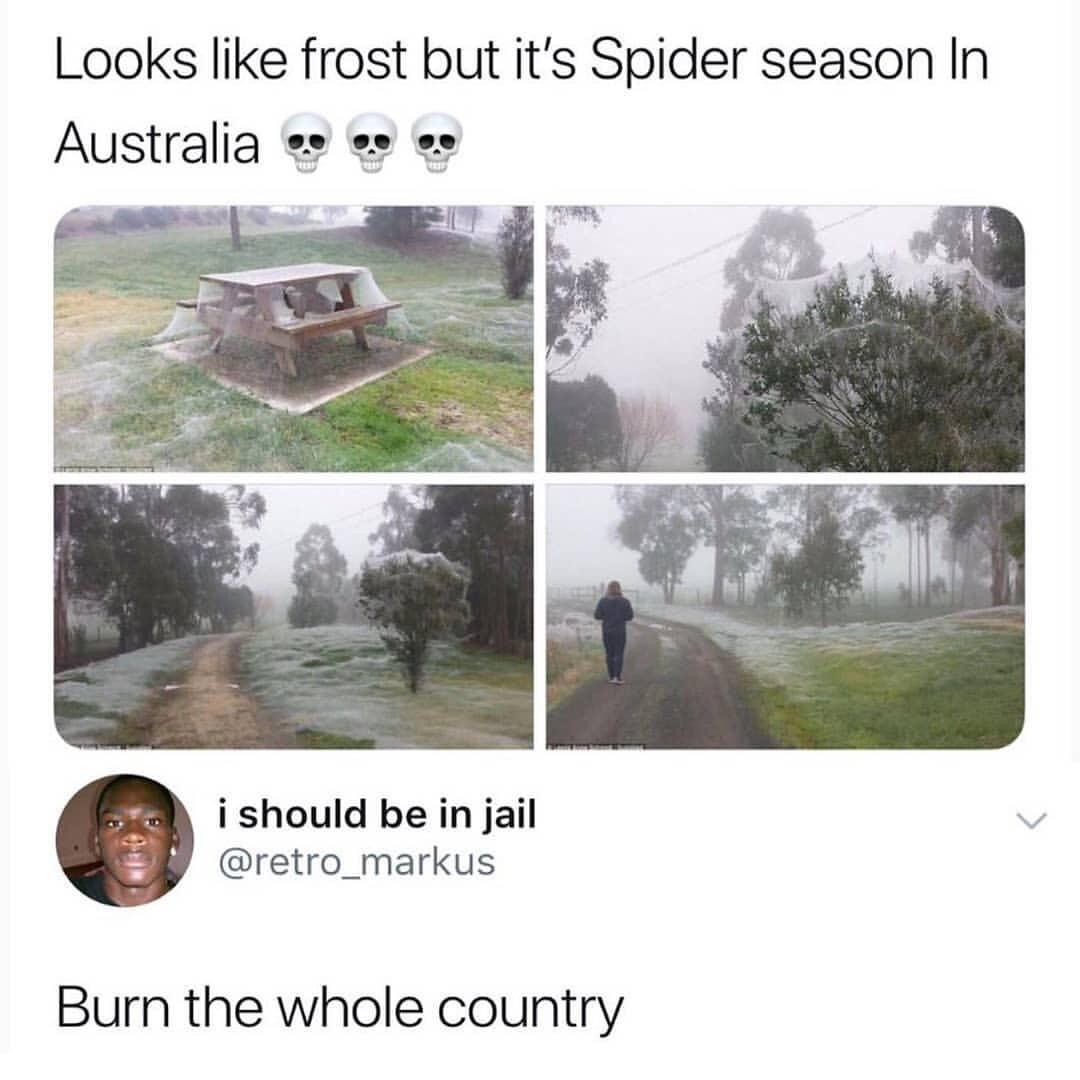 Looks like frost but it's Spider season In
Australia 💀💀💀
i should be in jail
@retro_markus
Burn the whole country